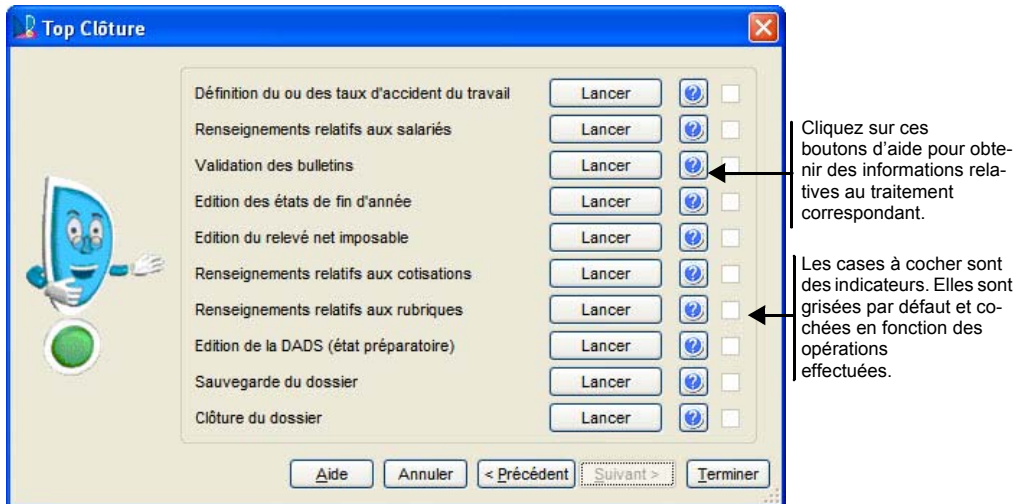 Top Clôture
Définition du ou des taux d'accident du travail Lancer
Renseignements relatifs aux salariés Lancer
Validation des bulletins Lancer
Edition des états de fin d'année Lancer
Edition du relevé net imposable Lancer
Renseignements relatifs aux cotisations Lancer
Renseignements relatifs aux rubriques Lancer
Edition de la DADS (état préparatoire) Lancer
Sauvegarde du dossier Lancer
Clôture du dossier Lancer
Aide Annuler < Précédent Suivant > Terminer
Cliquez sur ces
boutons d'aide pour obte-
nir des informations rela-
tives au traitement
correspondant.
Les cases à cocher sont
des indicateurs. Elles sont
grisées par défaut et co-
chées en fonction des
opérations
effectuées.